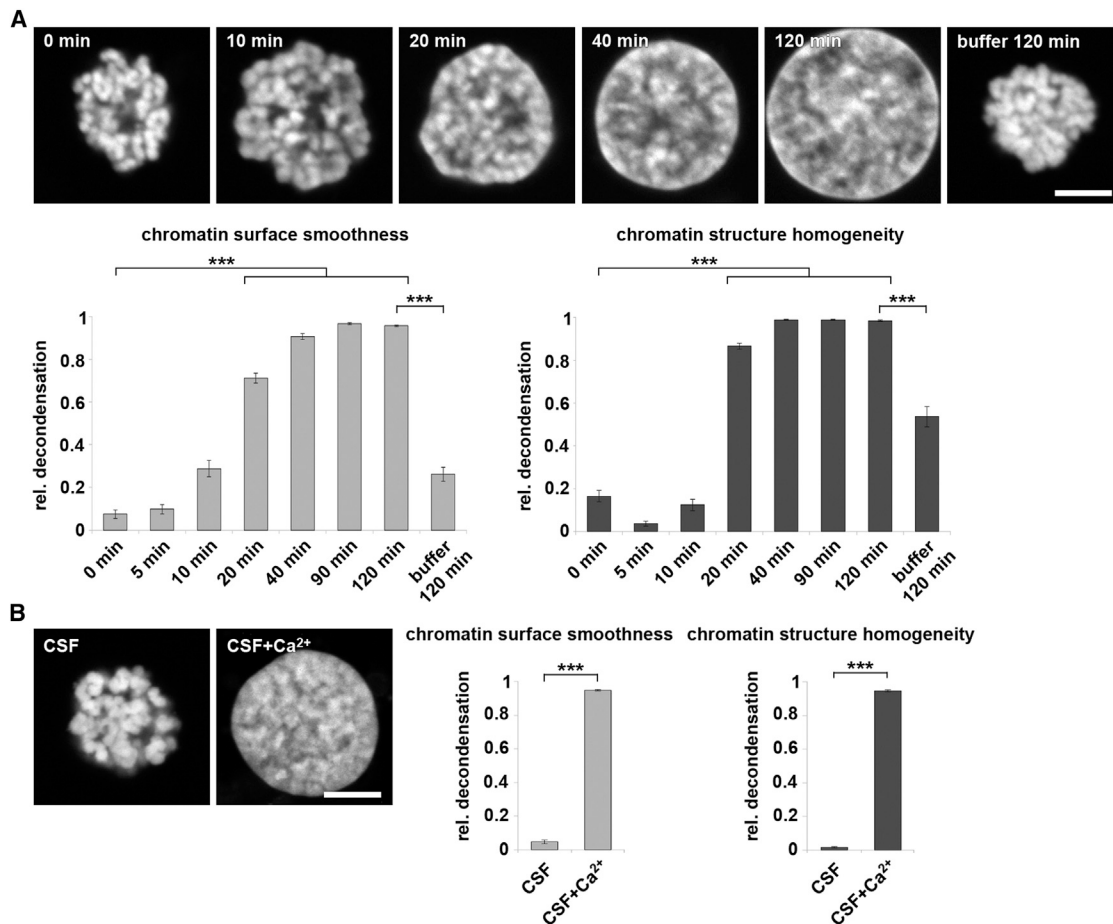 A
0 min
10 min
20 min
40 min
120 min
buffer 120 min
chromatin surface smoothness
***
***
rel. decondensation
1
0.8
0.6
0.4
0.2
0
0 min
5 min
10 min
20 min
40 min
90 min
120 min
buffer
120 min
chromatin structure homogeneity
***
***
rel. decondensation
1
0.8
0.6
0.4
0.2
0
0 min
5 min
10 min
20 min
40 min
90 min
120 min
buffer
120 min
B
CSF
CSF+Ca²⁺
chromatin surface smoothness
***
rel. decondensation
1
0.8
0.6
0.4
0.2
0
CSF
CSF+Ca²⁺
chromatin structure homogeneity
***
rel. decondensation
1
0.8
0.6
0.4
0.2
0
CSF
CSF+Ca²⁺